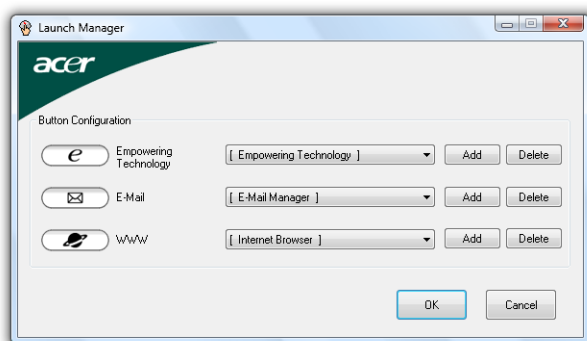 Launch Manager
acer
Button Configuration
e Empowering Technology [ Empowering Technology ] Add Delete
E-Mail [ E-Mail Manager ] Add Delete
WWW [ Internet Browser ] Add Delete
OK Cancel